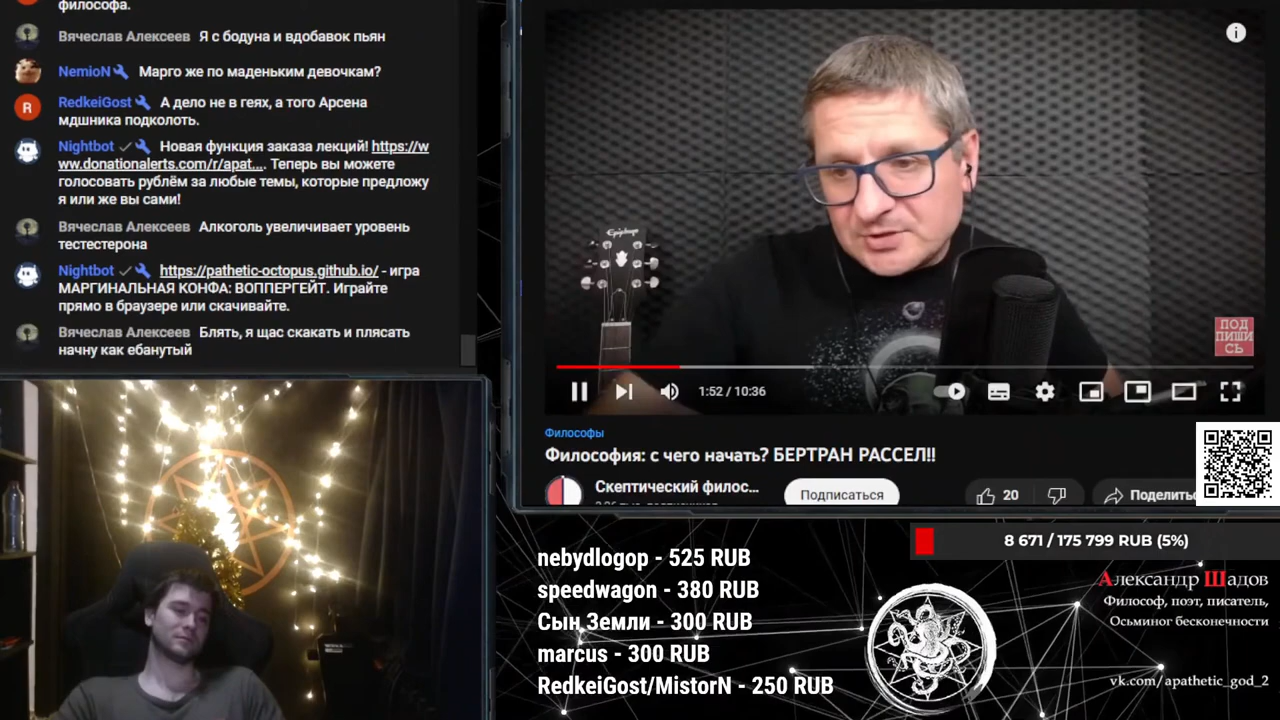 философа.
Вячеслав Алексеев Я с бодуна и вдобавок пьян
NemioN Марго же по маденьким девочкам?
RedkeiGost А дело не в геях, а того Арсена
мдшника подколоть.
Nightbot Новая функция заказа лекций! https://w
ww.donationalerts.com/r/apat.... Теперь вы можете
голосовать рублём за любые темы, которые предложу
я или же вы сами!
Вячеслав Алексеев Алкоголь увеличивает уровень
тестестерона
Nightbot https://pathetic-octopus.github.io/ - игра
МАРГИНАЛЬНАЯ КОНФА: ВОППЕРГЕЙТ. Играйте
прямо в браузере или скачивайте.
Вячеслав Алексеев Блять, я щас скакать и плясать
начну как ебанутый
R
Epiphone
ПОД
ПИШИ
СЬ
1:52 / 10:36
Философы
Философия: с чего начать? БЕРТРАН РАССЕЛ!!
Скептический филос...
Подписаться
20
Поделить
8 671 / 175 799 RUB (5%)
nebydlogop - 525 RUB
speedwagon - 380 RUB
Сын Земли - 300 RUB
marcus - 300 RUB
RedkeiGost/MistorN - 250 RUB
Александр Шадов
Философ, поэт, писатель,
Осьминог бесконечности
vk.com/apathetic_god_2